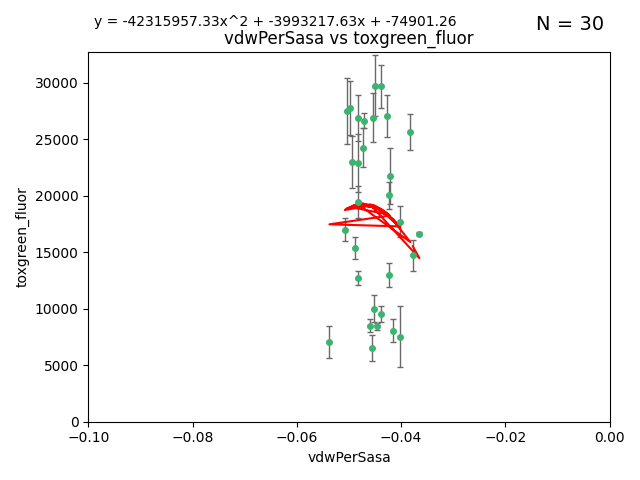 y = -42315957.33x^2 + -3993217.63x + -74901.26
N = 30
vdwPerSasa vs toxgreen_fluor
toxgreen_fluor
30000
25000
20000
15000
10000
5000
0
−0.10 −0.08 −0.06 −0.04 −0.02 0.00
vdwPerSasa